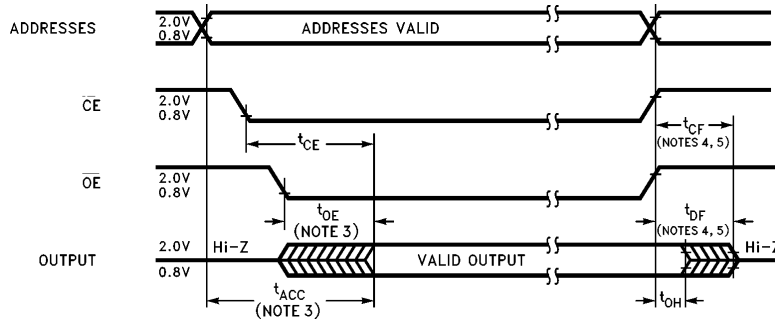 ADDRESSES
2.0V
0.8V
ADDRESSES VALID
CE
2.0V
0.8V
tCE
tCF
(NOTES 4, 5)
OE
2.0V
0.8V
tOE
(NOTE 3)
tDF
(NOTES 4, 5)
OUTPUT
2.0V
0.8V
Hi-Z
VALID OUTPUT
Hi-Z
tACC
(NOTE 3)
tOH